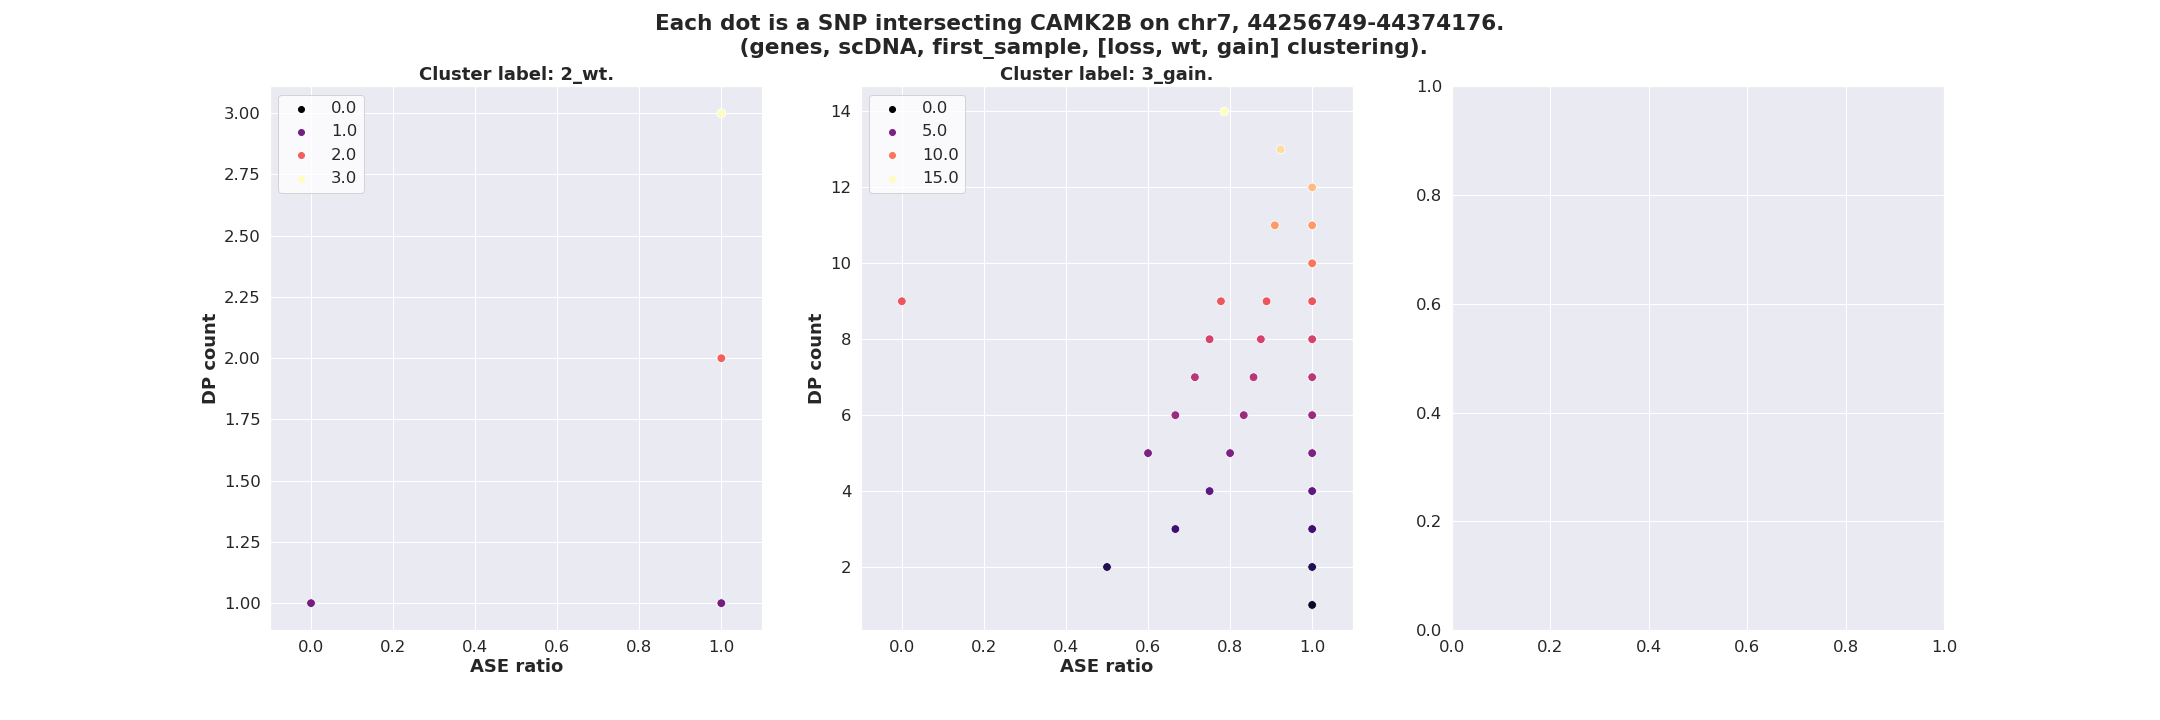 Each dot is a SNP intersecting CAMK2B on chr7, 44256749-44374176.
(genes, scDNA, first_sample, [loss, wt, gain] clustering).
Cluster label: 2_wt.
3.00
2.75
2.50
2.25
2.00
1.75
1.50
1.25
1.00
DP count
0.0
1.0
2.0
3.0
0.0 0.2 0.4 0.6 0.8 1.0
ASE ratio
Cluster label: 3_gain.
14
12
10
8
6
4
2
DP count
0.0
5.0
10.0
15.0
0.0 0.2 0.4 0.6 0.8 1.0
ASE ratio
1.0
0.8
0.6
0.4
0.2
0.0
0.0 0.2 0.4 0.6 0.8 1.0